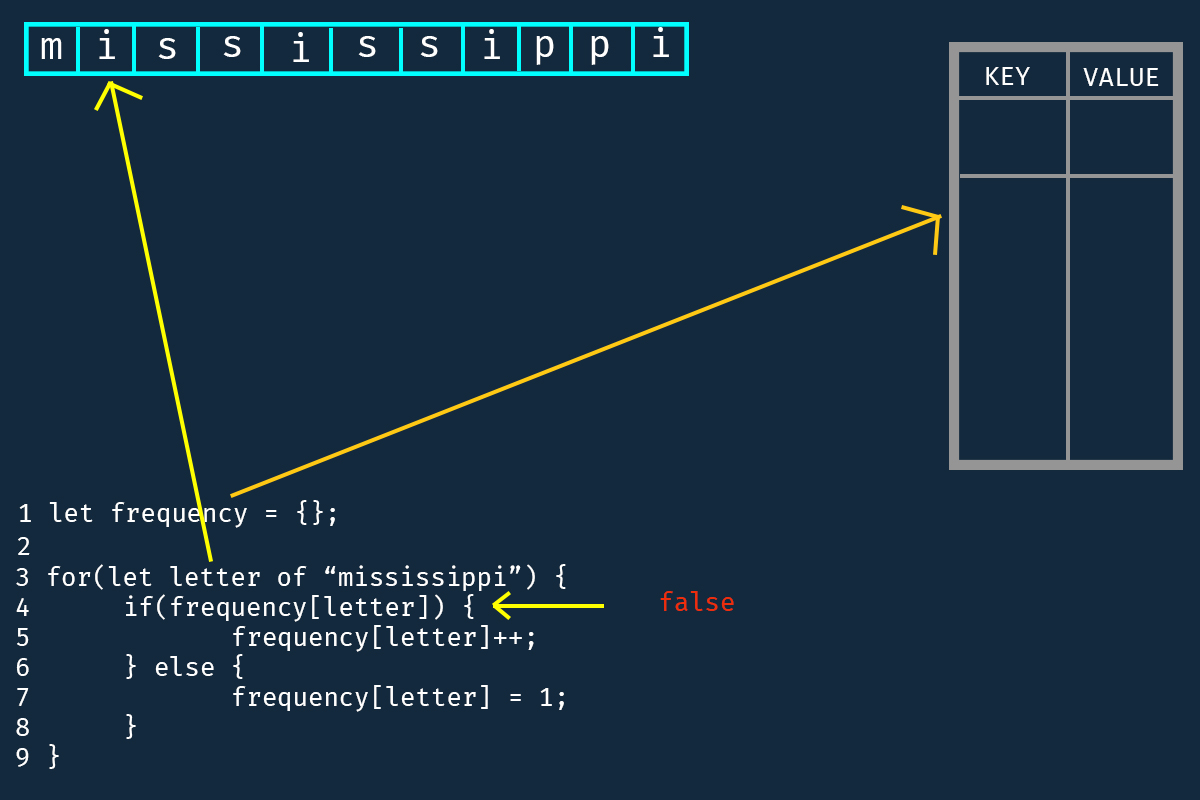 m i s s i s s i p p i
KEY VALUE
1 let frequency = {};
2
3 for(let letter of “mississippi”) {
4 if(frequency[letter]) { false
5 frequency[letter]++;
6 } else {
7 frequency[letter] = 1;
8 }
9 }